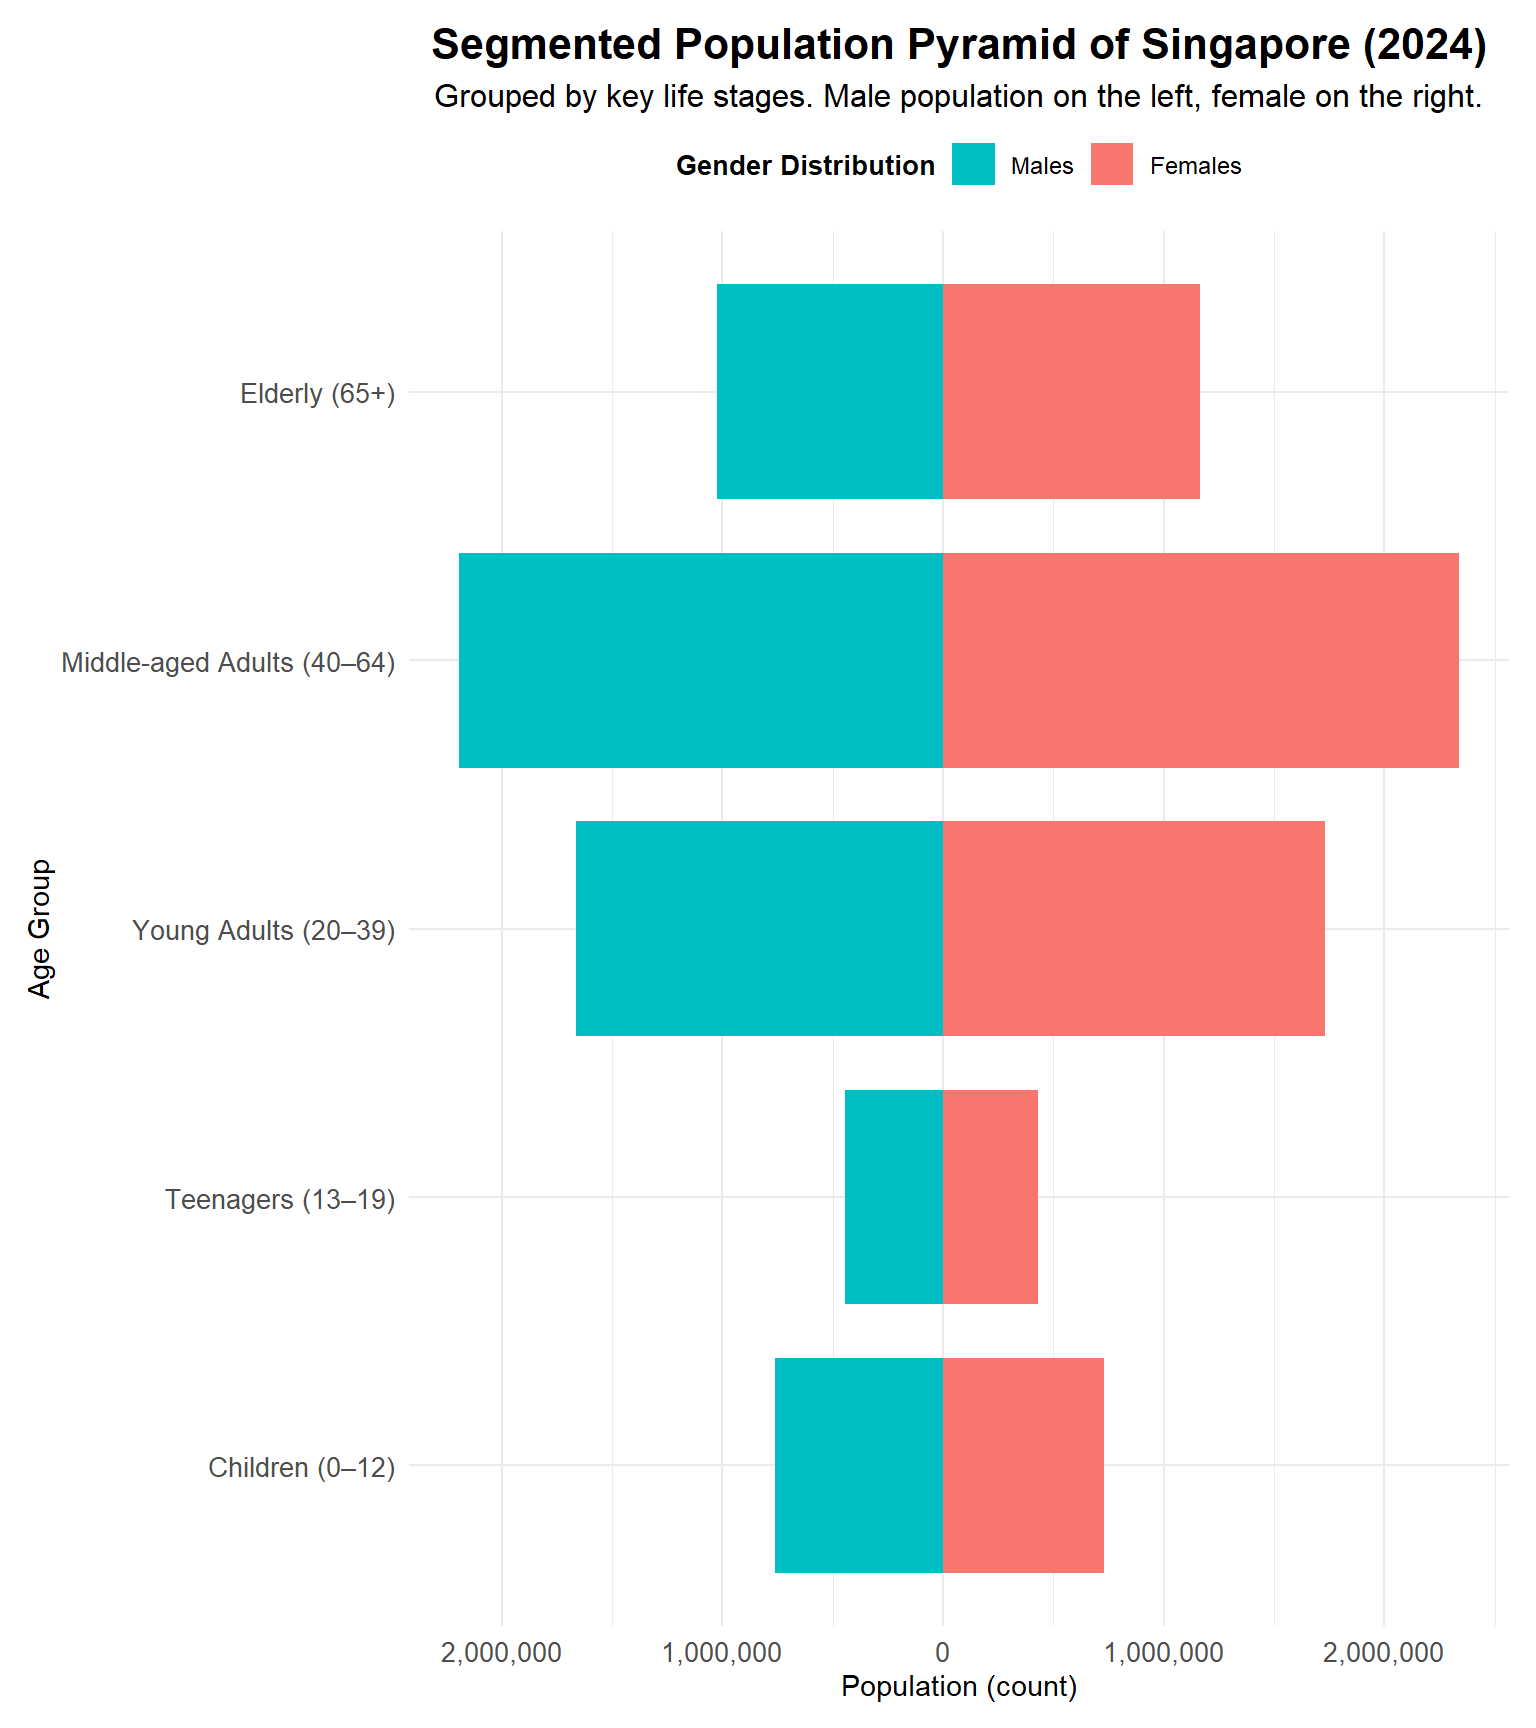 Segmented Population Pyramid of Singapore (2024)
Grouped by key life stages. Male population on the left, female on the right.
Gender Distribution Males Females
Elderly (65+)
Middle-aged Adults (40–64)
Young Adults (20–39)
Teenagers (13–19)
Children (0–12)
Age Group
2,000,000 1,000,000 0 1,000,000 2,000,000
Population (count)